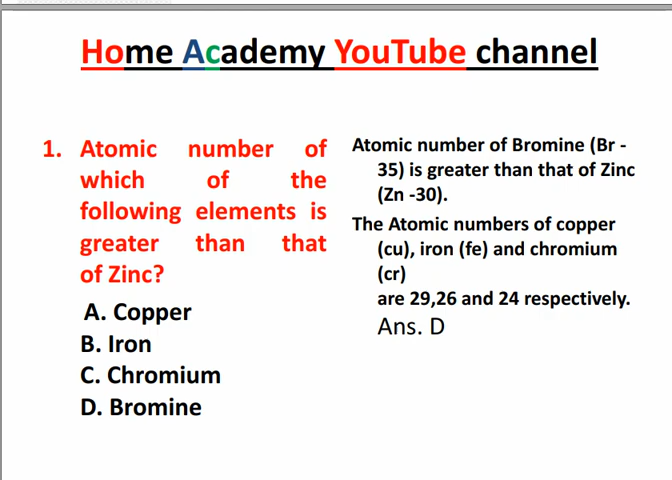 Home Academy YouTube channel
1. Atomic number of
which of the
following elements is
greater than that
of Zinc?
A. Copper
B. Iron
C. Chromium
D. Bromine
Atomic number of Bromine (Br -
35) is greater than that of Zinc
(Zn -30).
The Atomic numbers of copper
(cu), iron (fe) and chromium
(cr)
are 29,26 and 24 respectively.
Ans. D